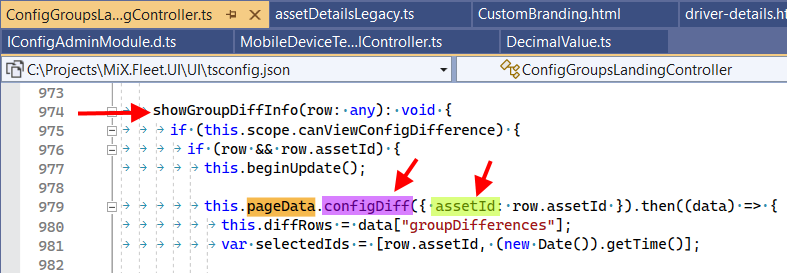 ConfigGroupsLa...gController.ts
assetDetailsLegacy.ts
CustomBranding.html
driver-details.h
IConfigAdminModule.d.ts
MobileDeviceTe...lController.ts
DecimalValue.ts
C:\Projects\MiX.Fleet.UI\UI\tsconfig.json
ConfigGroupsLandingController
973
974 showGroupDiffInfo(row: any): void {
975 if (this.scope.canViewConfigDifference) {
976 if (row && row.assetId) {
977 this.beginUpdate();
978
979 this.pageData.configDiff({ assetId: row.assetId }).then((data) => {
980 this.diffRows = data["groupDifferences"];
981 var selectedIds = [row.assetId, (new Date()).getTime()];
982